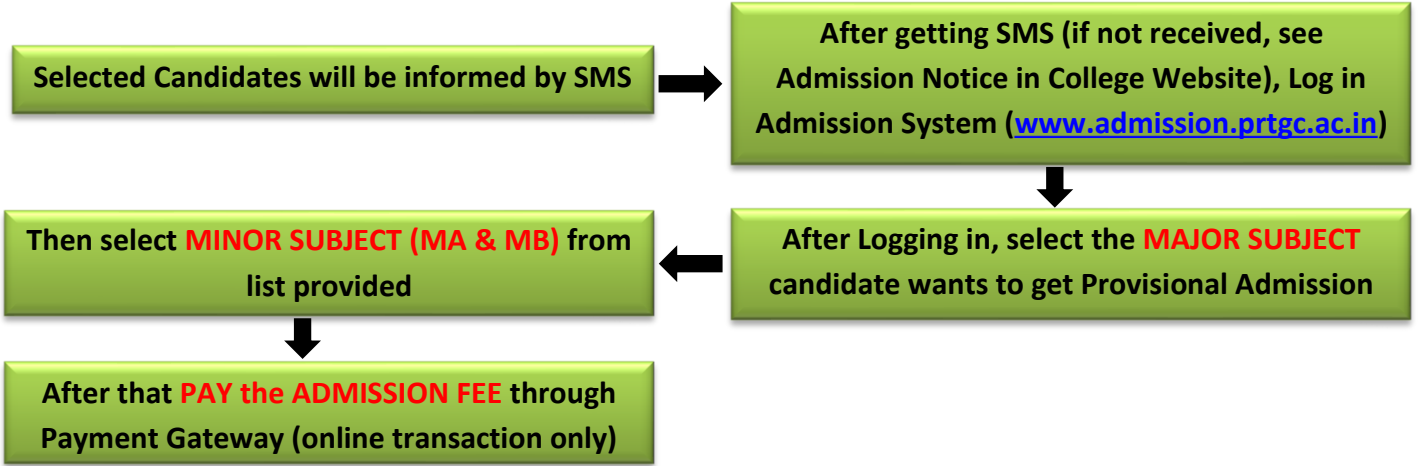 Selected Candidates will be informed by SMS
After getting SMS (if not received, see
Admission Notice in College Website), Log in
Admission System (www.admission.prtgc.ac.in)
After Logging in, select the MAJOR SUBJECT
candidate wants to get Provisional Admission
Then select MINOR SUBJECT (MA & MB) from
list provided
After that PAY the ADMISSION FEE through
Payment Gateway (online transaction only)